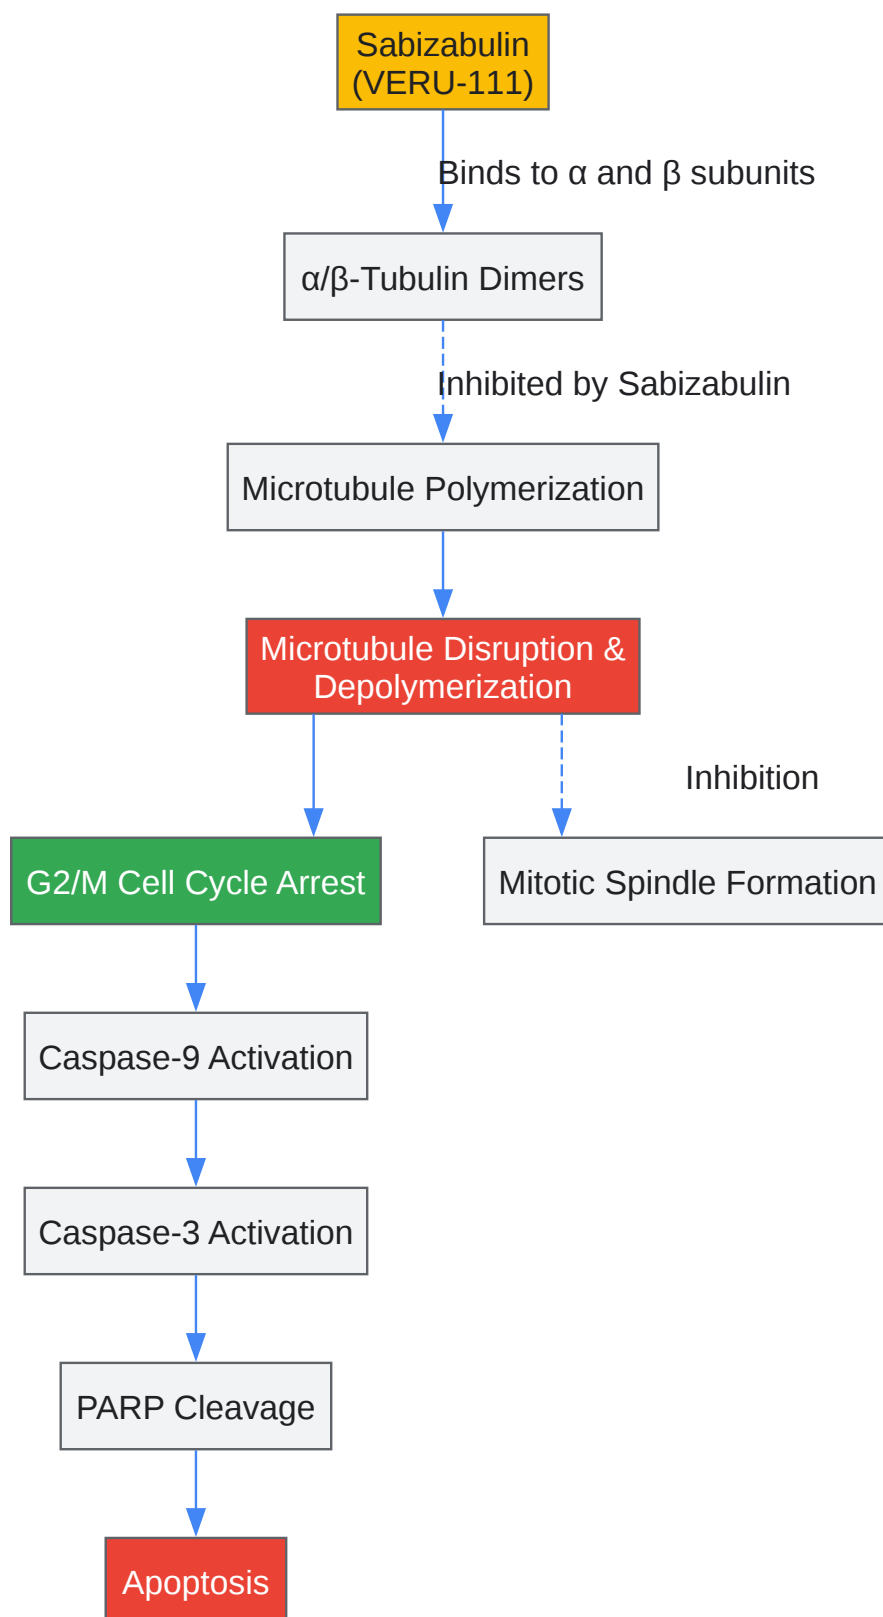 Sabizabulin
(VERU-111)
Binds to α and β subunits
α/β-Tubulin Dimers
Inhibited by Sabizabulin
Microtubule Polymerization
Microtubule Disruption &
Depolymerization
Inhibition
G2/M Cell Cycle Arrest
Mitotic Spindle Formation
Caspase-9 Activation
Caspase-3 Activation
PARP Cleavage
Apoptosis